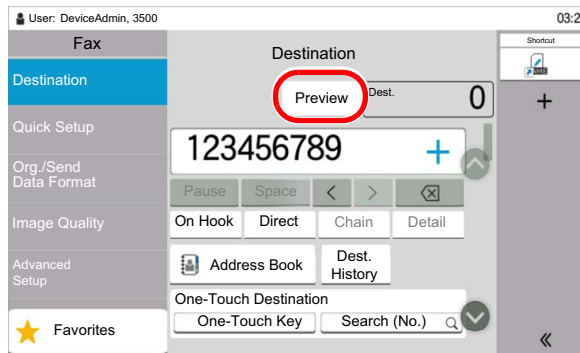 User: DeviceAdmin, 3500
03:2
Fax
Destination
Quick Setup
Org./Send
Data Format
Image Quality
Advanced
Setup
Favorites
Destination
Preview
Dest.
0
123456789
Pause Space
On Hook Direct Chain Detail
Address Book
Dest.
History
One-Touch Destination
One-Touch Key Search (No.)
Shortcut